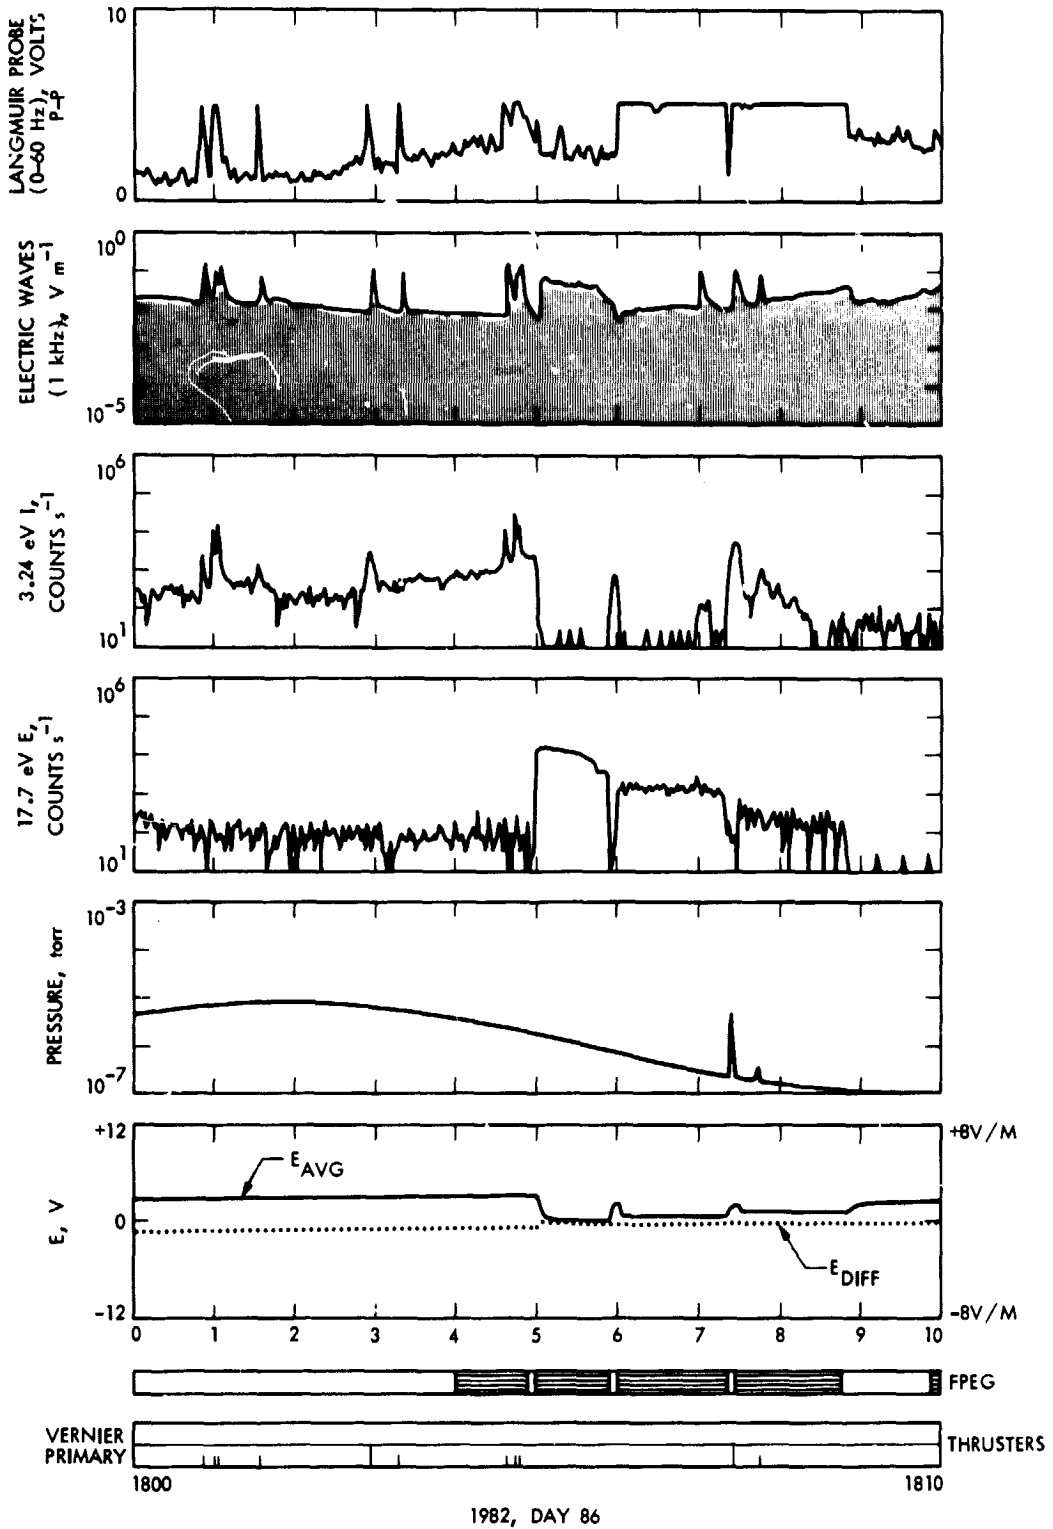 LANGMUIR PROBE
(0–60 Hz), VOLTS
P-P
10
0
ELECTRIC WAVES
(1 kHz), V m⁻¹
10⁰
10⁻⁵
3.24 eV I,
COUNTS s⁻¹
10⁶
10¹
17.7 eV E,
COUNTS s⁻¹
10⁶
10¹
PRESSURE, torr
10⁻³
10⁻⁷
E, V
+12
0
−12
+8V/M
−8V/M
E AVG
E DIFF
0 1 2 3 4 5 6 7 8 9 10
FPEG
VERNIER
PRIMARY
THRUSTERS
1800 1810
1982, DAY 86